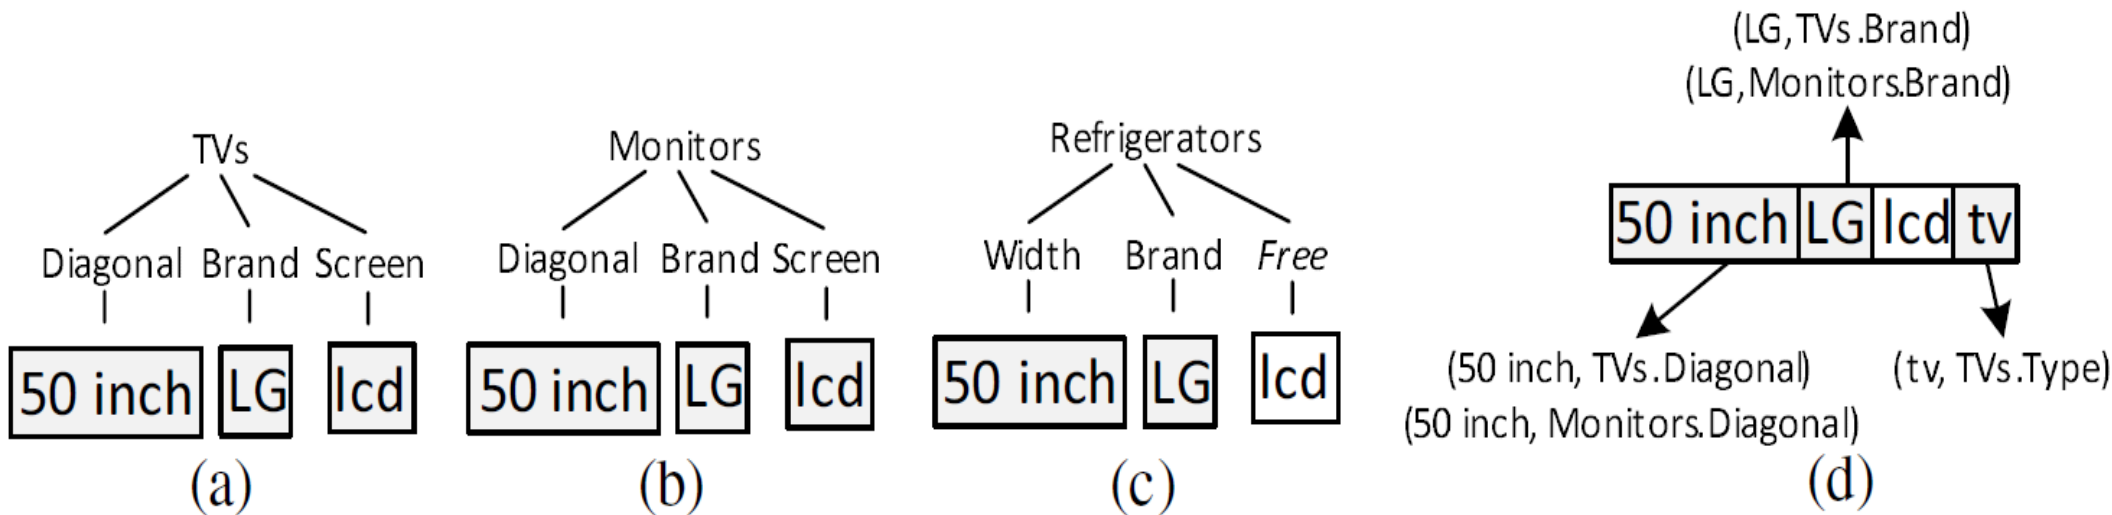 TVs
Diagonal Brand Screen
50 inch LG lcd
(a)
Monitors
Diagonal Brand Screen
50 inch LG lcd
(b)
Refrigerators
Width Brand Free
50 inch LG lcd
(c)
(LG,TVs.Brand)
(LG,Monitors.Brand)
50 inch LG lcd tv
(50 inch, TVs.Diagonal)
(50 inch, Monitors.Diagonal)
(tv, TVs.Type)
(d)